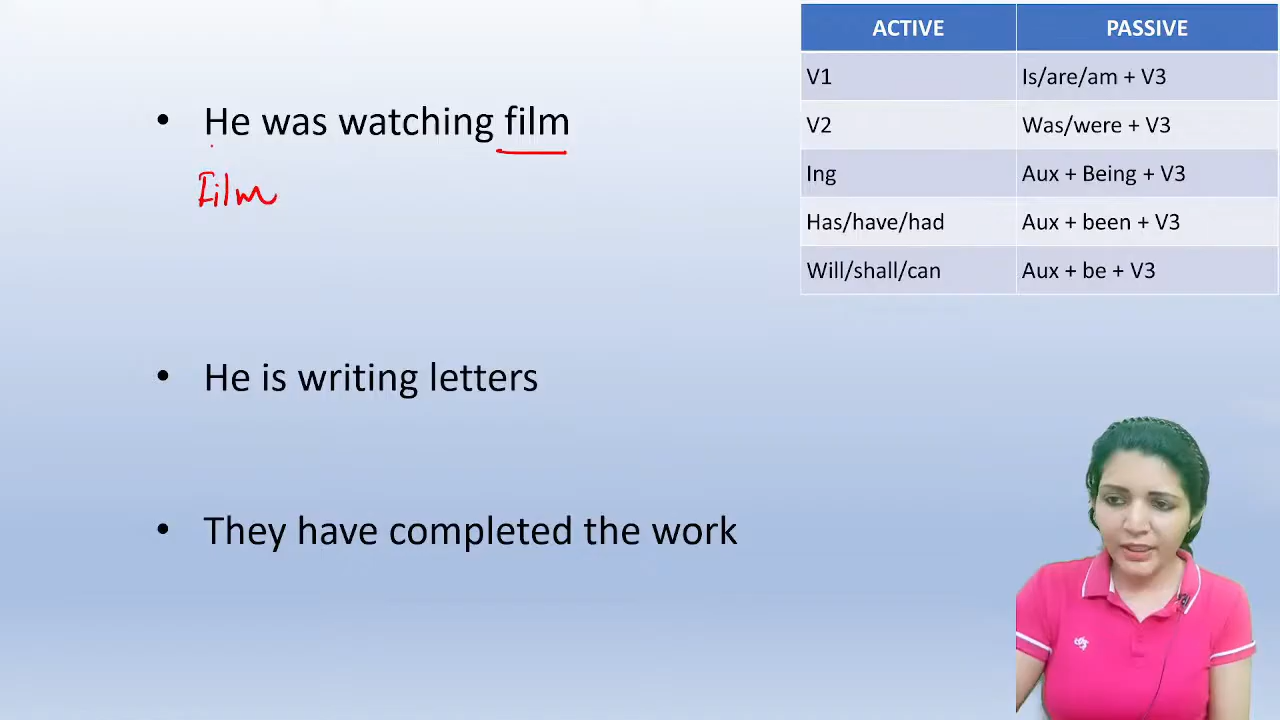 • He was watching film
Film
• He is writing letters
• They have completed the work
ACTIVE PASSIVE
V1 Is/are/am + V3
V2 Was/were + V3
Ing Aux + Being + V3
Has/have/had Aux + been + V3
Will/shall/can Aux + be + V3